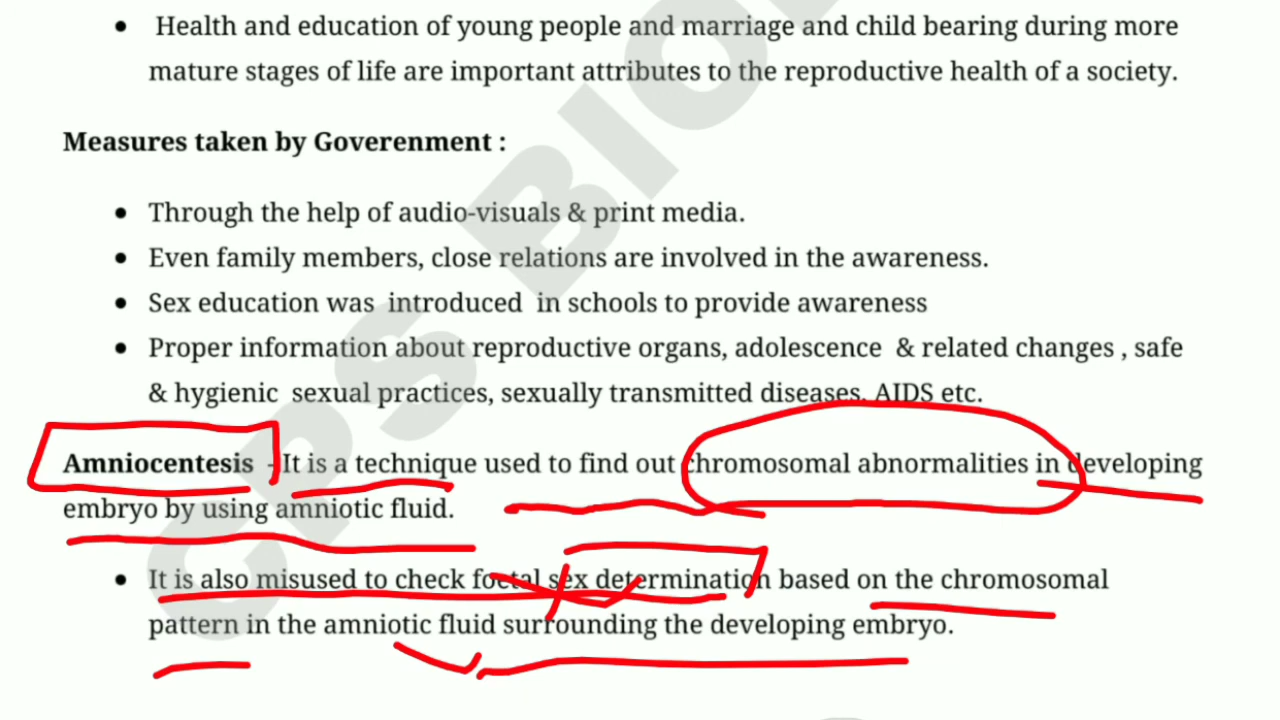 • Health and education of young people and marriage and child bearing during more
mature stages of life are important attributes to the reproductive health of a society.
Measures taken by Goverenment :
• Through the help of audio-visuals & print media.
• Even family members, close relations are involved in the awareness.
• Sex education was introduced in schools to provide awareness
• Proper information about reproductive organs, adolescence & related changes , safe
& hygienic sexual practices, sexually transmitted diseases, AIDS etc.
Amniocentesis - It is a technique used to find out chromosomal abnormalities in developing
embryo by using amniotic fluid.
• It is also misused to check foetal sex determination based on the chromosomal
pattern in the amniotic fluid surrounding the developing embryo.
CPS BIO